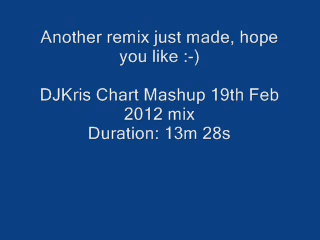 Another remix just made, hope
you like :-)
DJKris Chart Mashup 19th Feb
2012 mix
Duration: 13m 28s